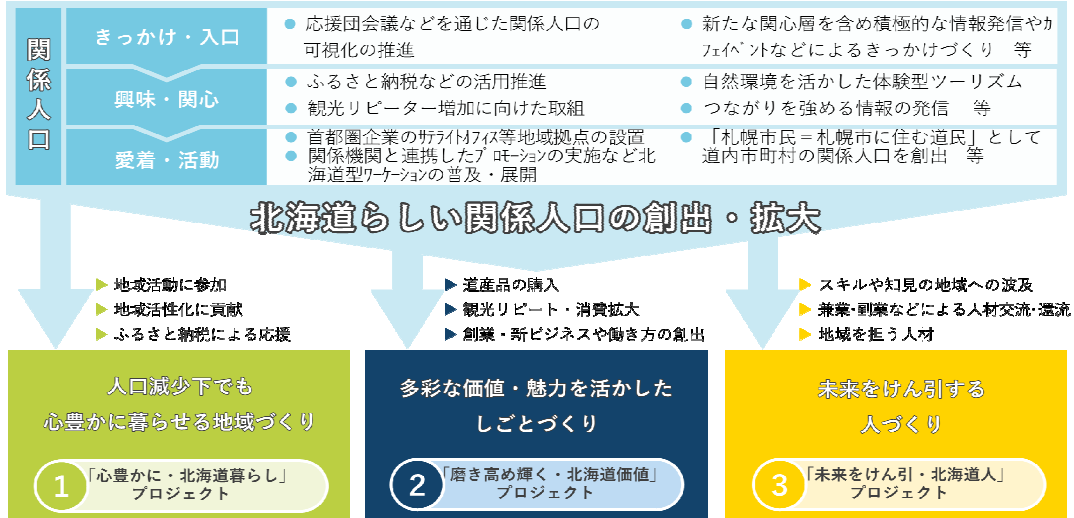 関係人口
きっかけ・入口
● 応援団会議などを通じた関係人口の
可視化の推進
● 新たな関心層を含め積極的な情報発信やｶ
ﾌｪｲﾍﾞﾝﾄなどによるきっかけづくり　等
興味・関心
● ふるさと納税などの活用推進
● 観光リピーター増加に向けた取組
● 自然環境を活かした体験型ツーリズム
● つながりを強める情報の発信　等
愛着・活動
● 首都圏企業のｻﾃﾗｲﾄｵﾌｨｽ等地域拠点の設置
● 関係機関と連携したﾌﾟﾛﾓｰｼｮﾝの実施など北
海道型ﾜｰｹｰｼｮﾝの普及・展開
● 「札幌市民＝札幌市に住む道民」として
道内市町村の関係人口を創出　等
北海道らしい関係人口の創出・拡大
▶ 地域活動に参加
▶ 地域活性化に貢献
▶ ふるさと納税による応援
▶ 道産品の購入
▶ 観光リピート・消費拡大
▶ 創業・新ビジネスや働き方の創出
▶ スキルや知見の地域への波及
▶ 兼業・副業などによる人材交流・還流
▶ 地域を担う人材
人口減少下でも
心豊かに暮らせる地域づくり
1 「心豊かに・北海道暮らし」
プロジェクト
多彩な価値・魅力を活かした
しごとづくり
2 「磨き高め輝く・北海道価値」
プロジェクト
未来をけん引する
人づくり
3 「未来をけん引・北海道人」
プロジェクト